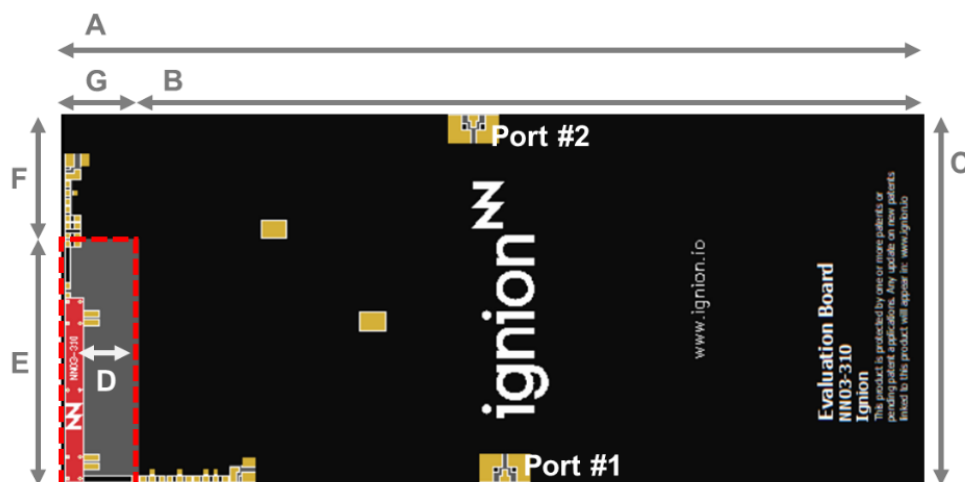 A
G
B
Port #2
F
C
E
D
NN03-310
ignion
www.ignion.io
Evaluation Board
NN03-310
Ignion
This product is protected by one or more patents or
pending patent applications. Any update on new patents
linked to this product will appear in: www.ignion.io
Port #1